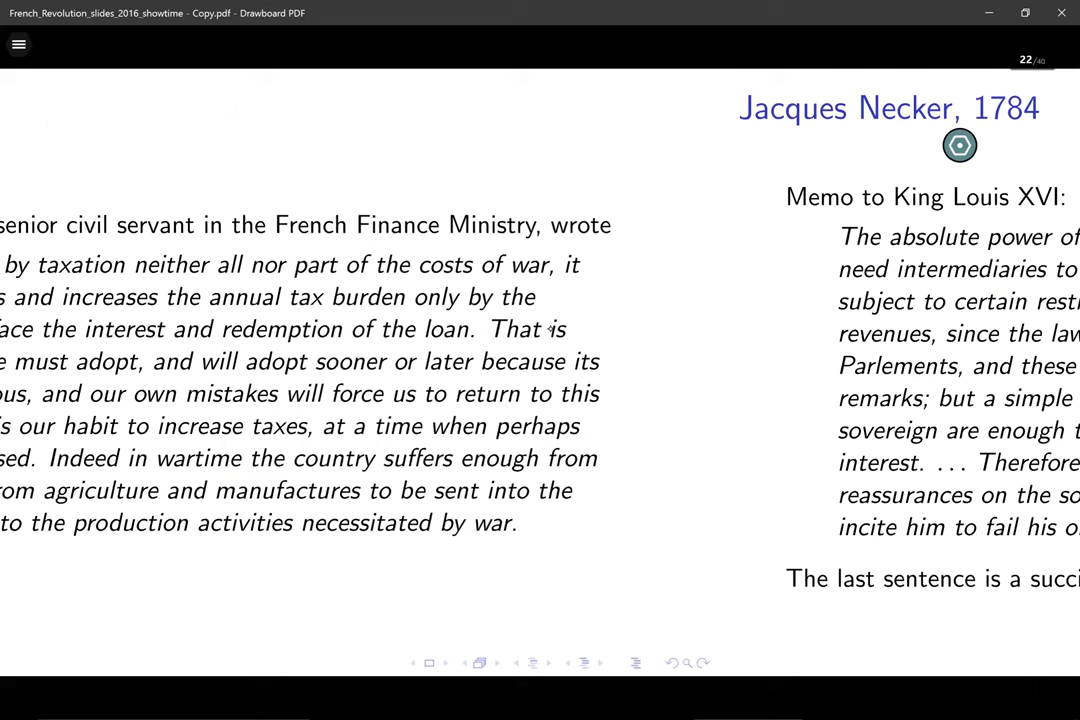 French_Revolution_slides_2016_showtime - Copy.pdf - Drawboard PDF
22/40
senior civil servant in the French Finance Ministry, wrote
by taxation neither all nor part of the costs of war, it
s and increases the annual tax burden only by the
face the interest and redemption of the loan. That is
e must adopt, and will adopt sooner or later because its
ous, and our own mistakes will force us to return to this
is our habit to increase taxes, at a time when perhaps
sed. Indeed in wartime the country suffers enough from
rom agriculture and manufactures to be sent into the
to the production activities necessitated by war.
Jacques Necker, 1784
Memo to King Louis XVI:
The absolute power of
need intermediaries to
subject to certain rest
revenues, since the law
Parlements, and these
remarks; but a simple
sovereign are enough t
interest. ... Therefore
reassurances on the so
incite him to fail his o
The last sentence is a succi